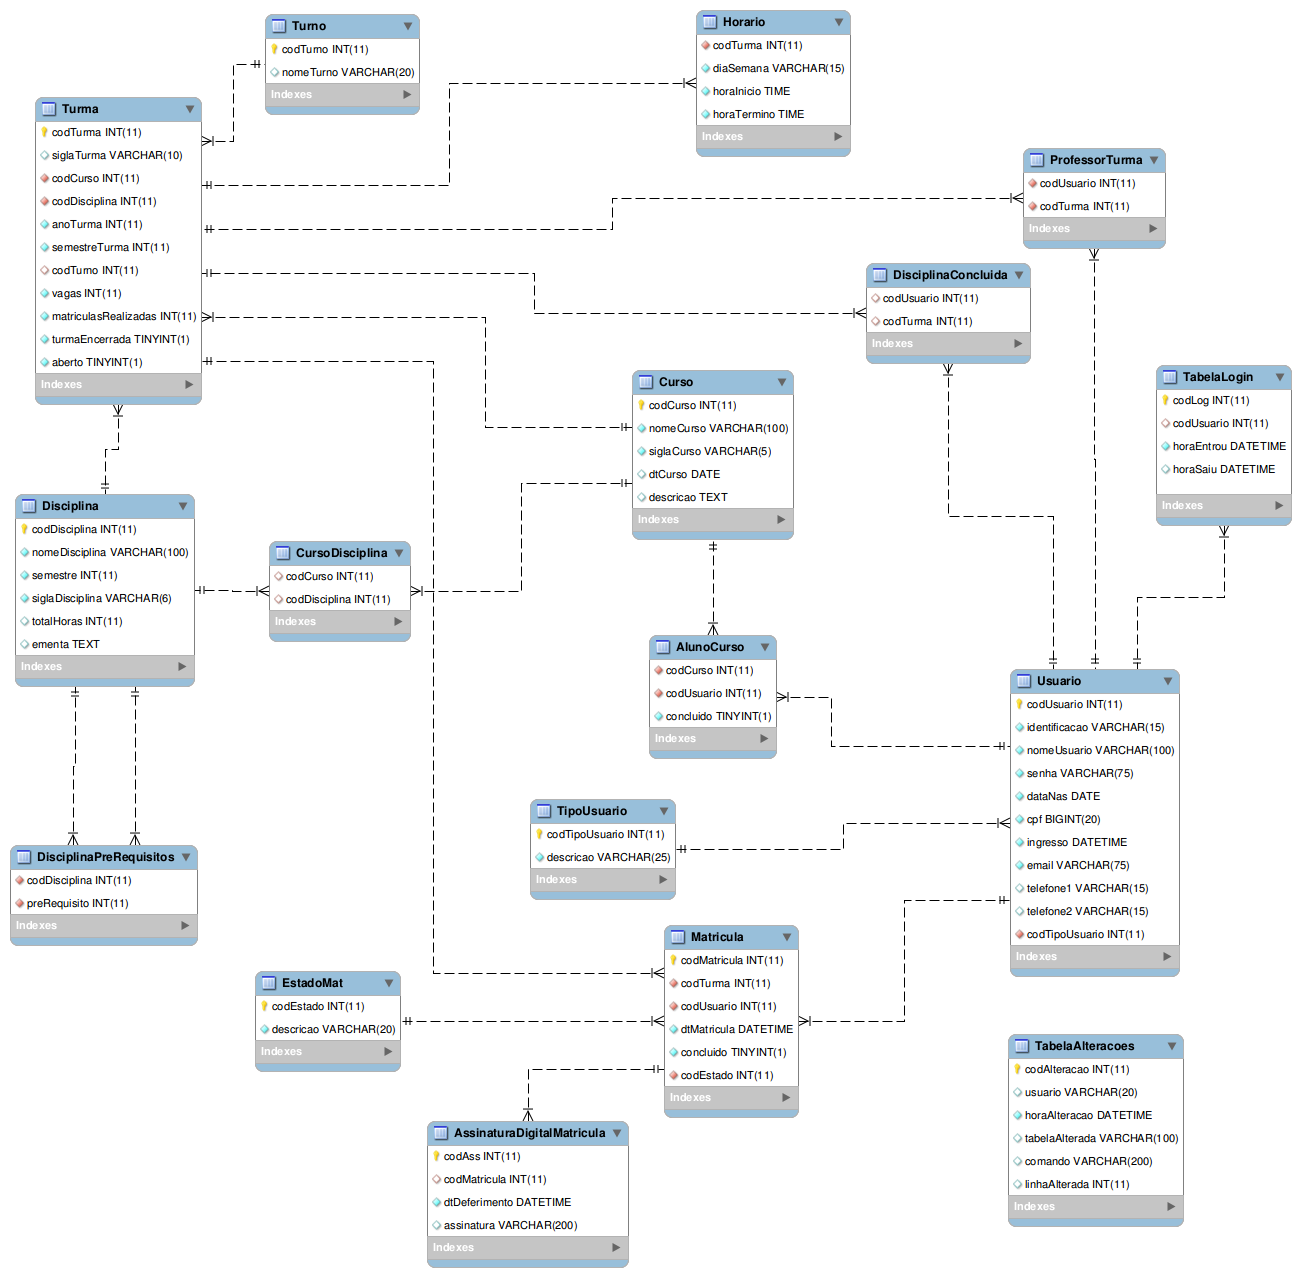 Turno
codTurno INT(11)
nomeTurno VARCHAR(20)
Indexes
Horario
codTurma INT(11)
diaSemana VARCHAR(15)
horaInicio TIME
horaTermino TIME
Indexes
Turma
codTurma INT(11)
siglaTurma VARCHAR(10)
codCurso INT(11)
codDisciplina INT(11)
anoTurma INT(11)
semestreTurma INT(11)
codTurno INT(11)
vagas INT(11)
matriculasRealizadas INT(11)
turmaEncerrada TINYINT(1)
aberto TINYINT(1)
Indexes
ProfessorTurma
codUsuario INT(11)
codTurma INT(11)
Indexes
DisciplinaConcluida
codUsuario INT(11)
codTurma INT(11)
Indexes
Curso
codCurso INT(11)
nomeCurso VARCHAR(100)
siglaCurso VARCHAR(5)
dtCurso DATE
descricao TEXT
Indexes
TabelaLogin
codLog INT(11)
codUsuario INT(11)
horaEntrou DATETIME
horaSaiu DATETIME
Indexes
Disciplina
codDisciplina INT(11)
nomeDisciplina VARCHAR(100)
semestre INT(11)
siglaDisciplina VARCHAR(6)
totalHoras INT(11)
ementa TEXT
Indexes
CursoDisciplina
codCurso INT(11)
codDisciplina INT(11)
Indexes
AlunoCurso
codCurso INT(11)
codUsuario INT(11)
concluido TINYINT(1)
Indexes
Usuario
codUsuario INT(11)
identificacao VARCHAR(15)
nomeUsuario VARCHAR(100)
senha VARCHAR(75)
dataNas DATE
cpf BIGINT(20)
ingresso DATETIME
email VARCHAR(75)
telefone1 VARCHAR(15)
telefone2 VARCHAR(15)
codTipoUsuario INT(11)
Indexes
TipoUsuario
codTipoUsuario INT(11)
descricao VARCHAR(25)
Indexes
DisciplinaPreRequisitos
codDisciplina INT(11)
preRequisito INT(11)
Indexes
Matricula
codMatricula INT(11)
codTurma INT(11)
codUsuario INT(11)
dtMatricula DATETIME
concluido TINYINT(1)
codEstado INT(11)
Indexes
EstadoMat
codEstado INT(11)
descricao VARCHAR(20)
Indexes
TabelaAlteracoes
codAlteracao INT(11)
usuario VARCHAR(20)
horaAlteracao DATETIME
tabelaAlterada VARCHAR(100)
comando VARCHAR(200)
linhaAlterada INT(11)
Indexes
AssinaturaDigitalMatricula
codAss INT(11)
codMatricula INT(11)
dtDeferimento DATETIME
assinatura VARCHAR(200)
Indexes